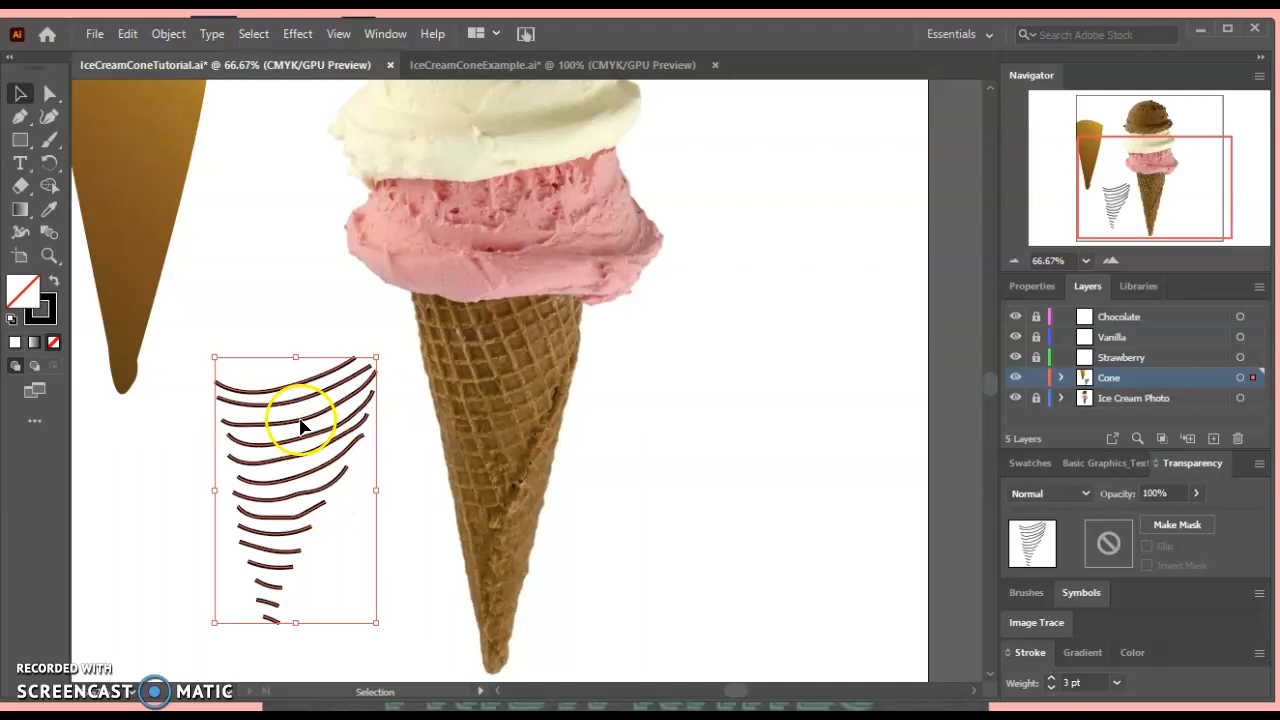 Ai File Edit Object Type Select Effect View Window Help Essentials Search Adobe Stock
IceCreamConeTutorial.ai* @ 66.67% (CMYK/GPU Preview) × IceCreamConeExample.ai* @ 100% (CMYK/GPU Preview) ×
Navigator
66.67%
Properties Layers Libraries
Chocolate
Vanilla
Strawberry
Cone
Ice Cream Photo
5 Layers
Swatches Basic Graphics_Text Transparency
Normal Opacity: 100%
Make Mask
Clip
Invert Mask
Brushes Symbols
Image Trace
Stroke Gradient Color
Weight: 3 pt
Selection
RECORDED WITH
SCREENCAST MATIC